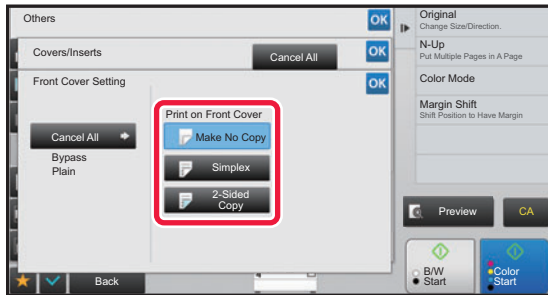 Others
OK
Covers/Inserts
Cancel All
OK
Front Cover Setting
OK
Print on Front Cover
Cancel All
Make No Copy
Bypass
Plain
Simplex
2-Sided
Copy
Back
Original
Change Size/Direction.
N-Up
Put Multiple Pages in A Page
Color Mode
Margin Shift
Shift Position to Have Margin
Preview
CA
B/W
Start
Color
Start